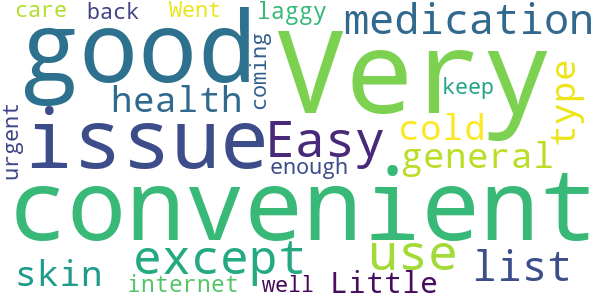 care back Went laggy medication
good Very
coming
keep
health
type
urgent
issue Easy cold
general
enough
convenient
except use list
skin
internet well Little